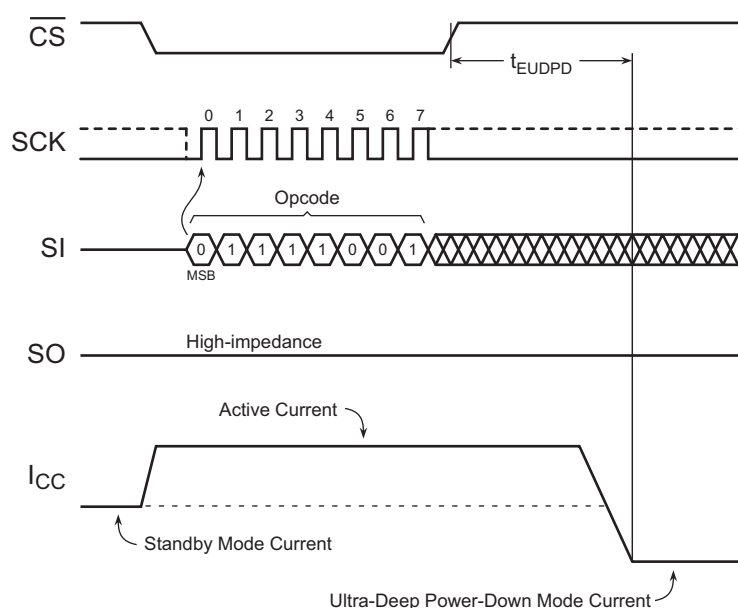 CS
tEUDPD
0 1 2 3 4 5 6 7
SCK
Opcode
SI
0 1 1 1 1 0 0 1
MSB
High-impedance
SO
Active Current
ICC
Standby Mode Current
Ultra-Deep Power-Down Mode Current